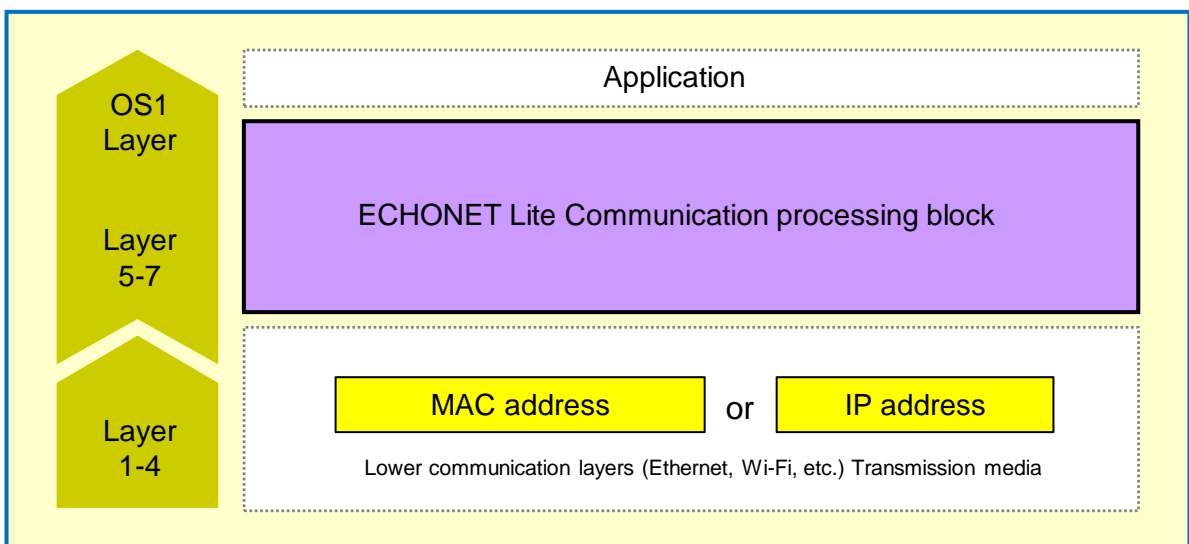 Application
OS1
Layer
ECHONET Lite Communication processing block
Layer
5-7
MAC address or IP address
Layer
1-4
Lower communication layers (Ethernet, Wi-Fi, etc.) Transmission media